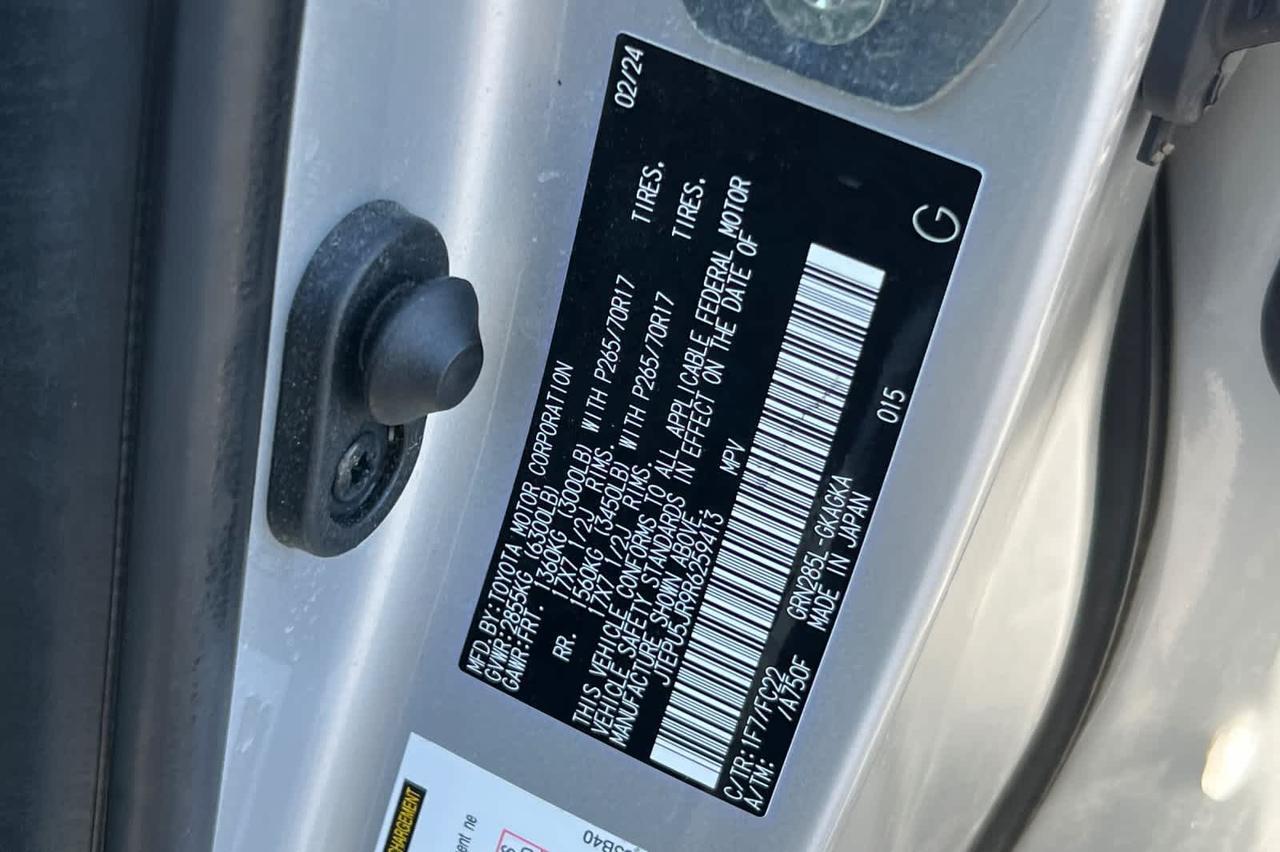 02/24
MFD.BY:TOYOTA MOTOR CORPORATION
GVWR:2855KG (6300LB)
GAWR:FRT. 1360KG (3000LB) WITH P265/70R17 TIRES.
17X7 1/2J RIMS.
RR. 1560KG (3450LB) WITH P265/70R17 TIRES.
17X7 1/2J RIMS.
THIS VEHICLE CONFORMS TO ALL APPLICABLE FEDERAL MOTOR
VEHICLE SAFETY STANDARDS IN EFFECT ON THE DATE OF
MANUFACTURE SHOWN ABOVE.
JTEPU5JRR6259413 MPV
C/TR:1F7/FC22 GRN285L-GKAGKA 015 G
A/TM: /A750F MADE IN JAPAN
CHARGEMENT